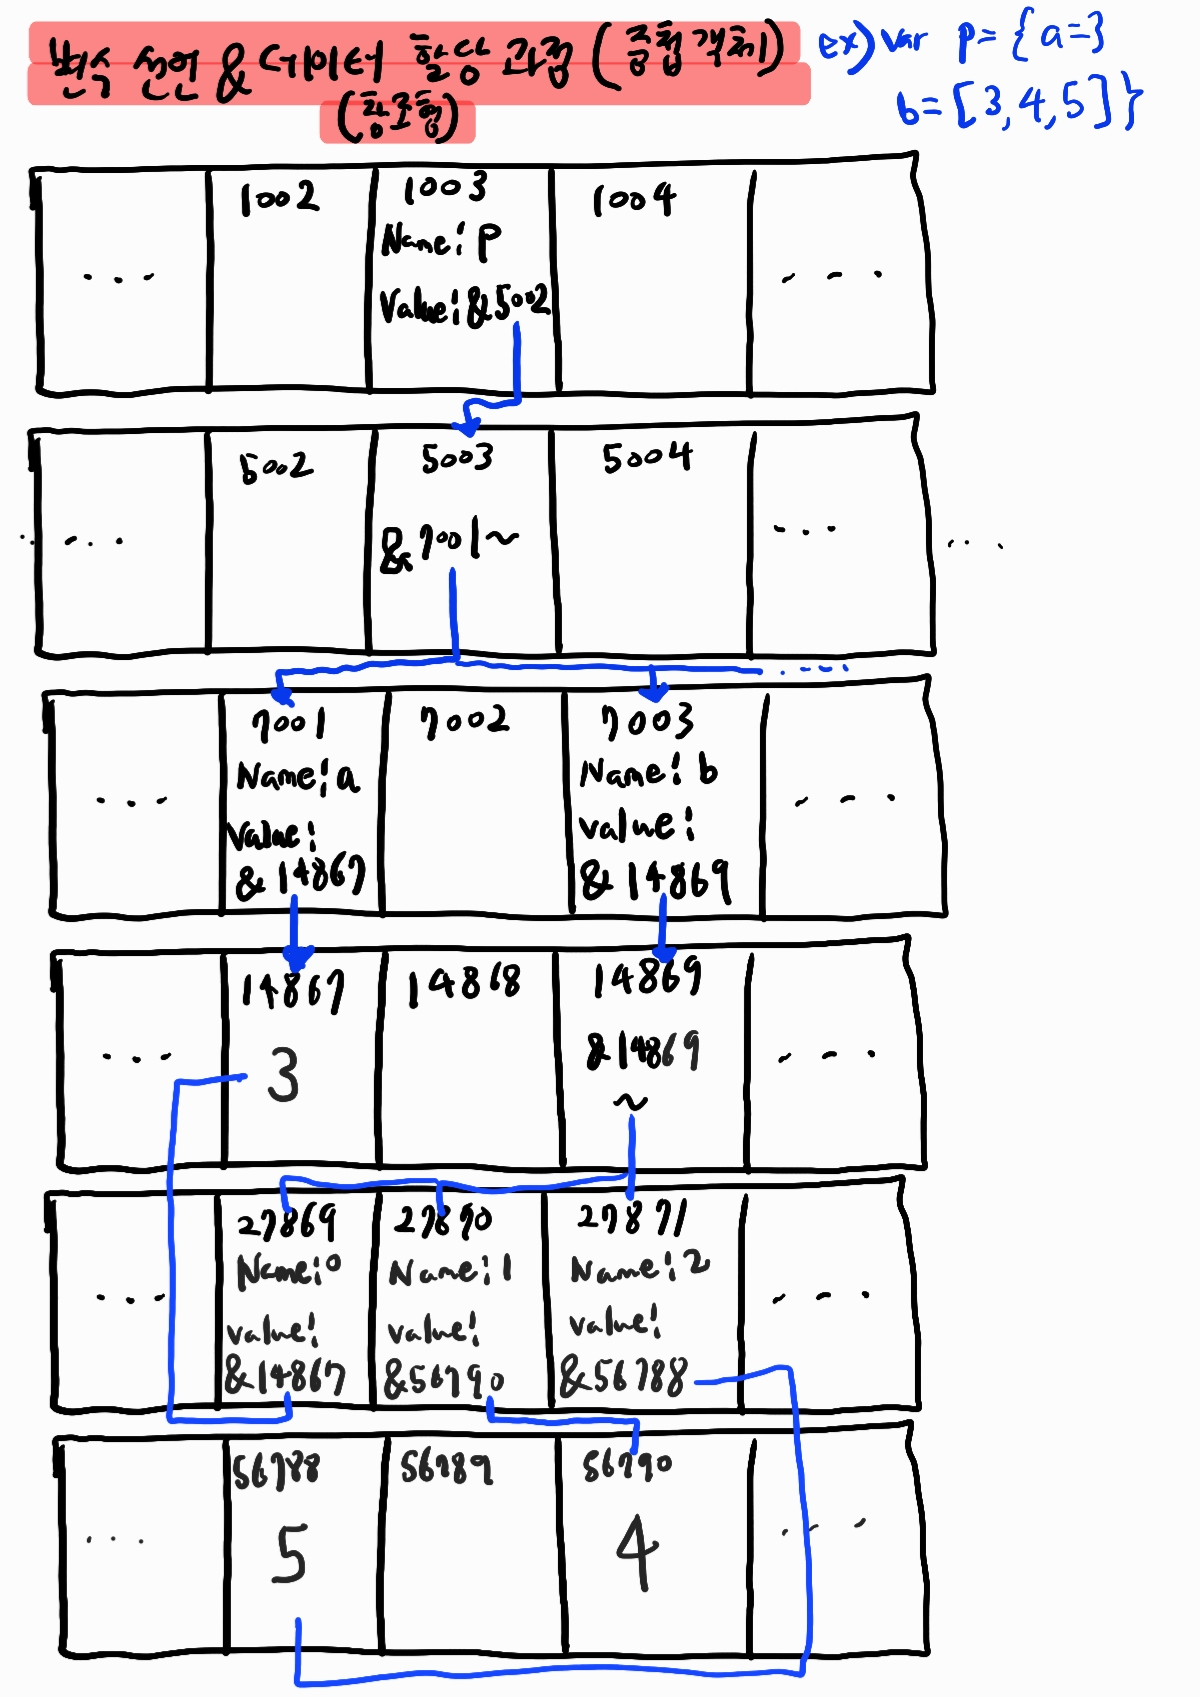 변수 선언 & 데이터 할당 과정 (중첩 객체)
(참조형)
ex) var p = {a=3
b=[3,4,5]}
1002 1003 1004
Name: p
Value: &5002
... ...
5002 5003 5004
&7001~
... ... ...
7001 7002 7003
Name: a Name: b
Value: value:
&14867 &14869
... ...
14867 14868 14869
3 &14869
~
... ...
27869 27870 27871
Name: 0 Name: 1 Name: 2
value: value: value:
&14867 &56790 &56788
... ...
56788 56789 56790
5 4
... ...